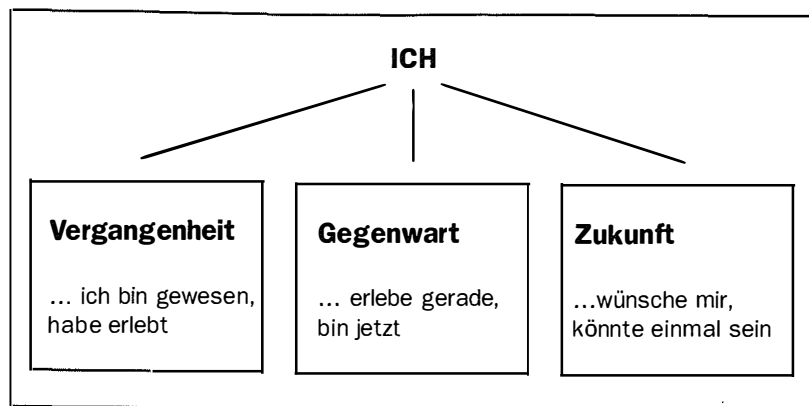 ICH
Vergangenheit
... ich bin gewesen,
habe erlebt
Gegenwart
... erlebe gerade,
bin jetzt
Zukunft
...wünsche mir,
könnte einmal sein